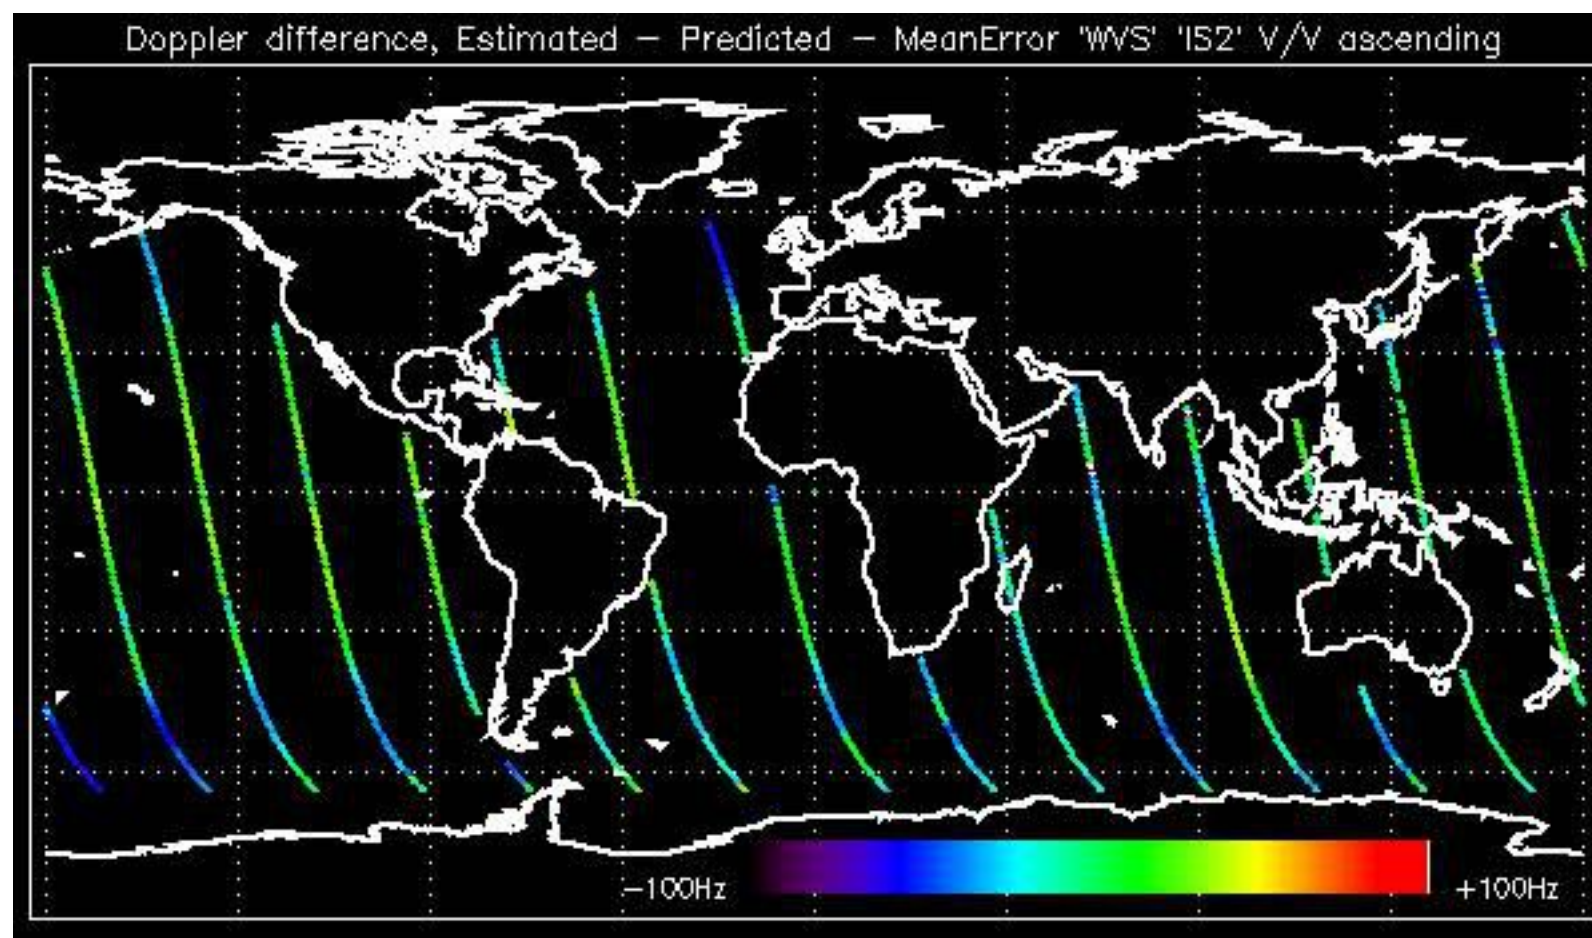 Doppler difference, Estimated – Predicted – MeanError 'WVS' 'IS2' V/V ascending
–100Hz +100Hz